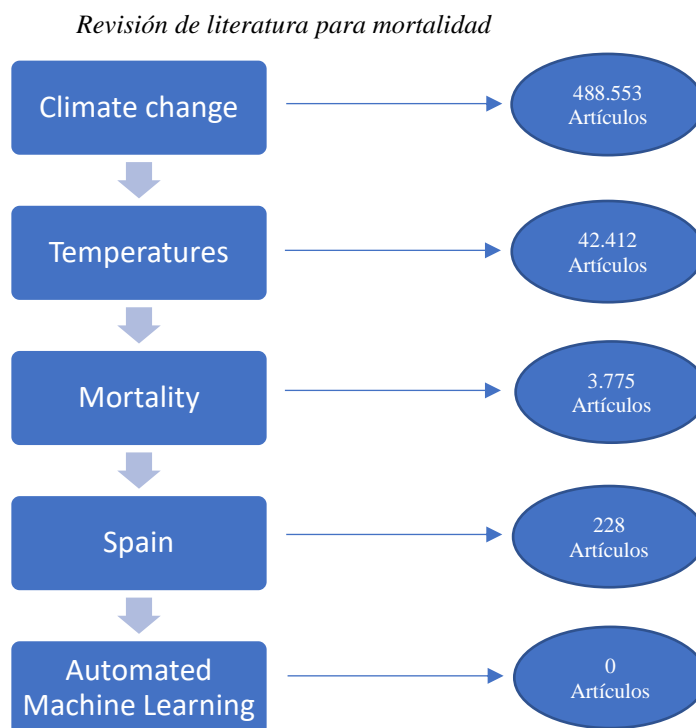 Revisión de literatura para mortalidad
Climate change
488.553
Artículos
Temperatures
42.412
Artículos
Mortality
3.775
Artículos
Spain
228
Artículos
Automated
Machine Learning
0
Artículos